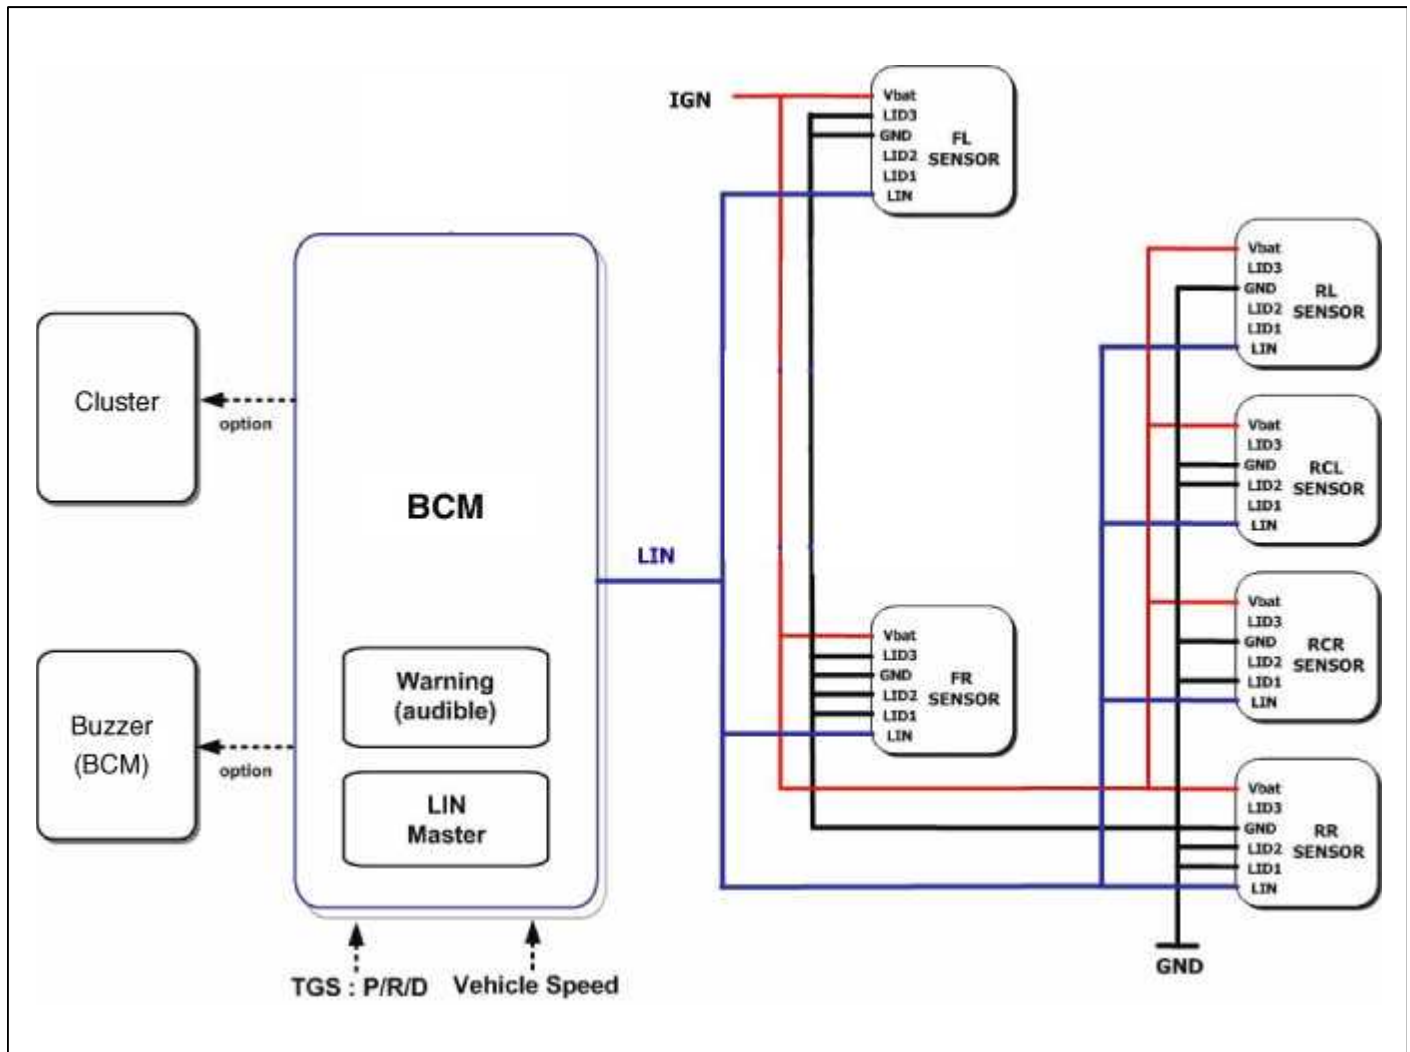 IGN
Vbat
LID3
GND
LID2
LID1
LIN
FL
SENSOR
Vbat
LID3
GND
LID2
LID1
LIN
RL
SENSOR
Cluster
option
BCM
LIN
Vbat
LID3
GND
LID2
LID1
LIN
RCL
SENSOR
Vbat
LID3
GND
LID2
LID1
LIN
FR
SENSOR
Vbat
LID3
GND
LID2
LID1
LIN
RCR
SENSOR
Buzzer
(BCM)
option
Warning
(audible)
LIN
Master
Vbat
LID3
GND
LID2
LID1
LIN
RR
SENSOR
GND
TGS : P/R/D
Vehicle Speed